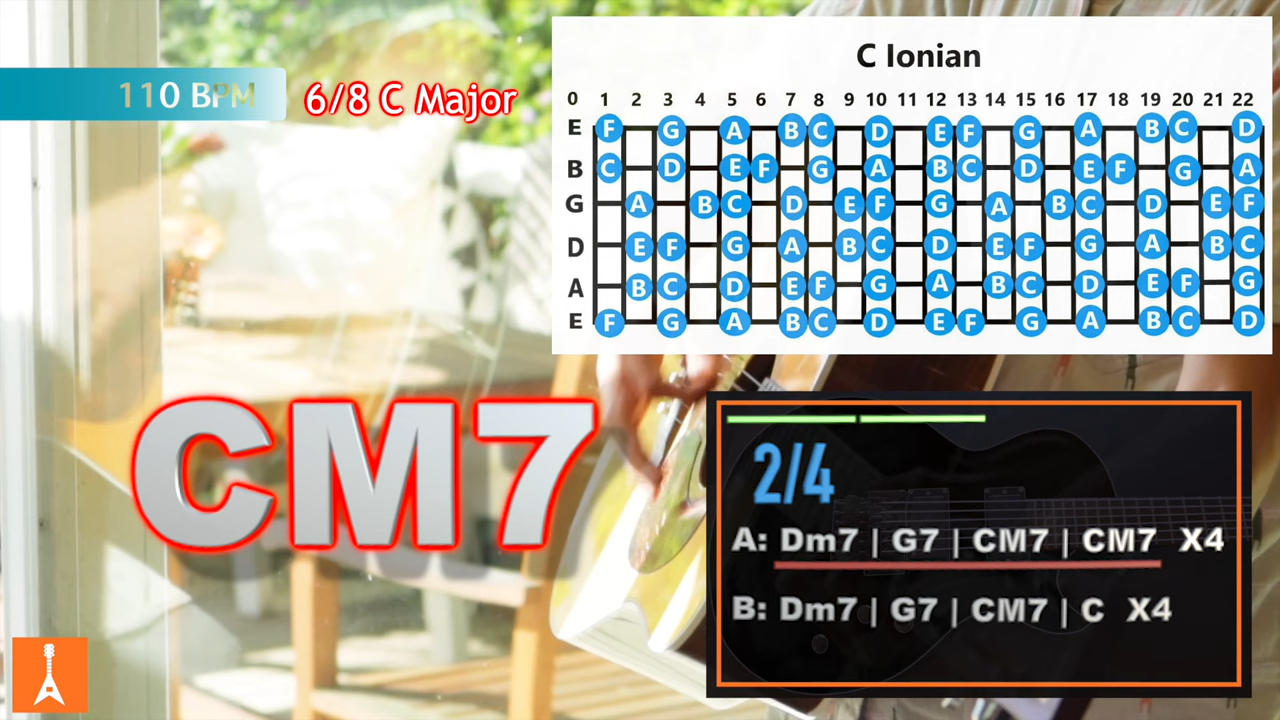 110 BPM
6/8 C Major
C Ionian
0 1 2 3 4 5 6 7 8 9 10 11 12 13 14 15 16 17 18 19 20 21 22
E F G A B C D E F G A B C D
B C D E F G A B C D E F G A
G A B C D E F G A B C D E F
D E F G A B C D E F G A B C
A B C D E F G A B C D E F G
E F G A B C D E F G A B C D
CM7
2/4
A: Dm7 | G7 | CM7 | CM7 X4
B: Dm7 | G7 | CM7 | C X4